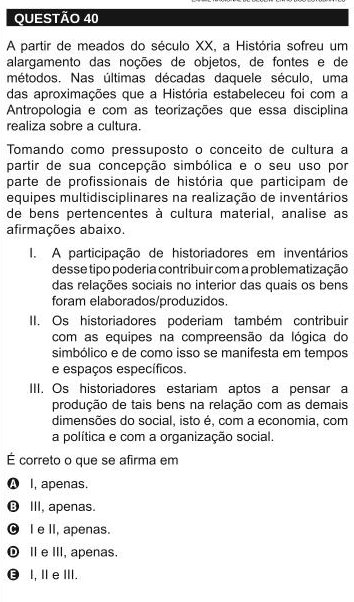 QUESTÃO 40
A partir de meados do século XX, a História sofreu um
alargamento das noções de objetos, de fontes e de
métodos. Nas últimas décadas daquele século, uma
das aproximações que a História estabeleceu foi com a
Antropologia e com as teorizações que essa disciplina
realiza sobre a cultura.
Tomando como pressuposto o conceito de cultura a
partir de sua concepção simbólica e o seu uso por
parte de profissionais de história que participam de
equipes multidisciplinares na realização de inventários
de bens pertencentes à cultura material, analise as
afirmações abaixo.
I. A participação de historiadores em inventários
desse tipo poderia contribuir com a problematização
das relações sociais no interior das quais os bens
foram elaborados/produzidos.
II. Os historiadores poderiam também contribuir
com as equipes na compreensão da lógica do
simbólico e de como isso se manifesta em tempos
e espaços específicos.
III. Os historiadores estariam aptos a pensar a
produção de tais bens na relação com as demais
dimensões do social, isto é, com a economia, com
a política e com a organização social.
É correto o que se afirma em
A I, apenas.
B III, apenas.
C I e II, apenas.
D II e III, apenas.
E I, II e III.